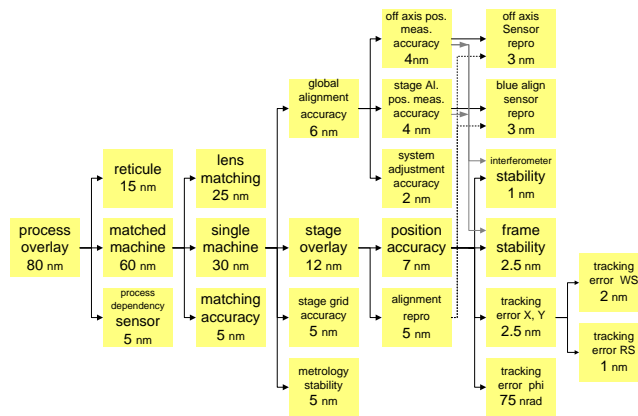 off axis pos.
meas.
accuracy
4nm
off axis
Sensor
repro
3 nm
global
alignment
accuracy
6 nm
stage Al.
pos. meas.
accuracy
4 nm
blue align
sensor
repro
3 nm
reticule
15 nm
lens
matching
25 nm
system
adjustment
accuracy
2 nm
interferometer
stability
1 nm
process
overlay
80 nm
matched
machine
60 nm
single
machine
30 nm
stage
overlay
12 nm
position
accuracy
7 nm
frame
stability
2.5 nm
process
dependency
sensor
5 nm
matching
accuracy
5 nm
stage grid
accuracy
5 nm
alignment
repro
5 nm
tracking
error X, Y
2.5 nm
tracking
error WS
2 nm
tracking
error RS
1 nm
metrology
stability
5 nm
tracking
error phi
75 nrad